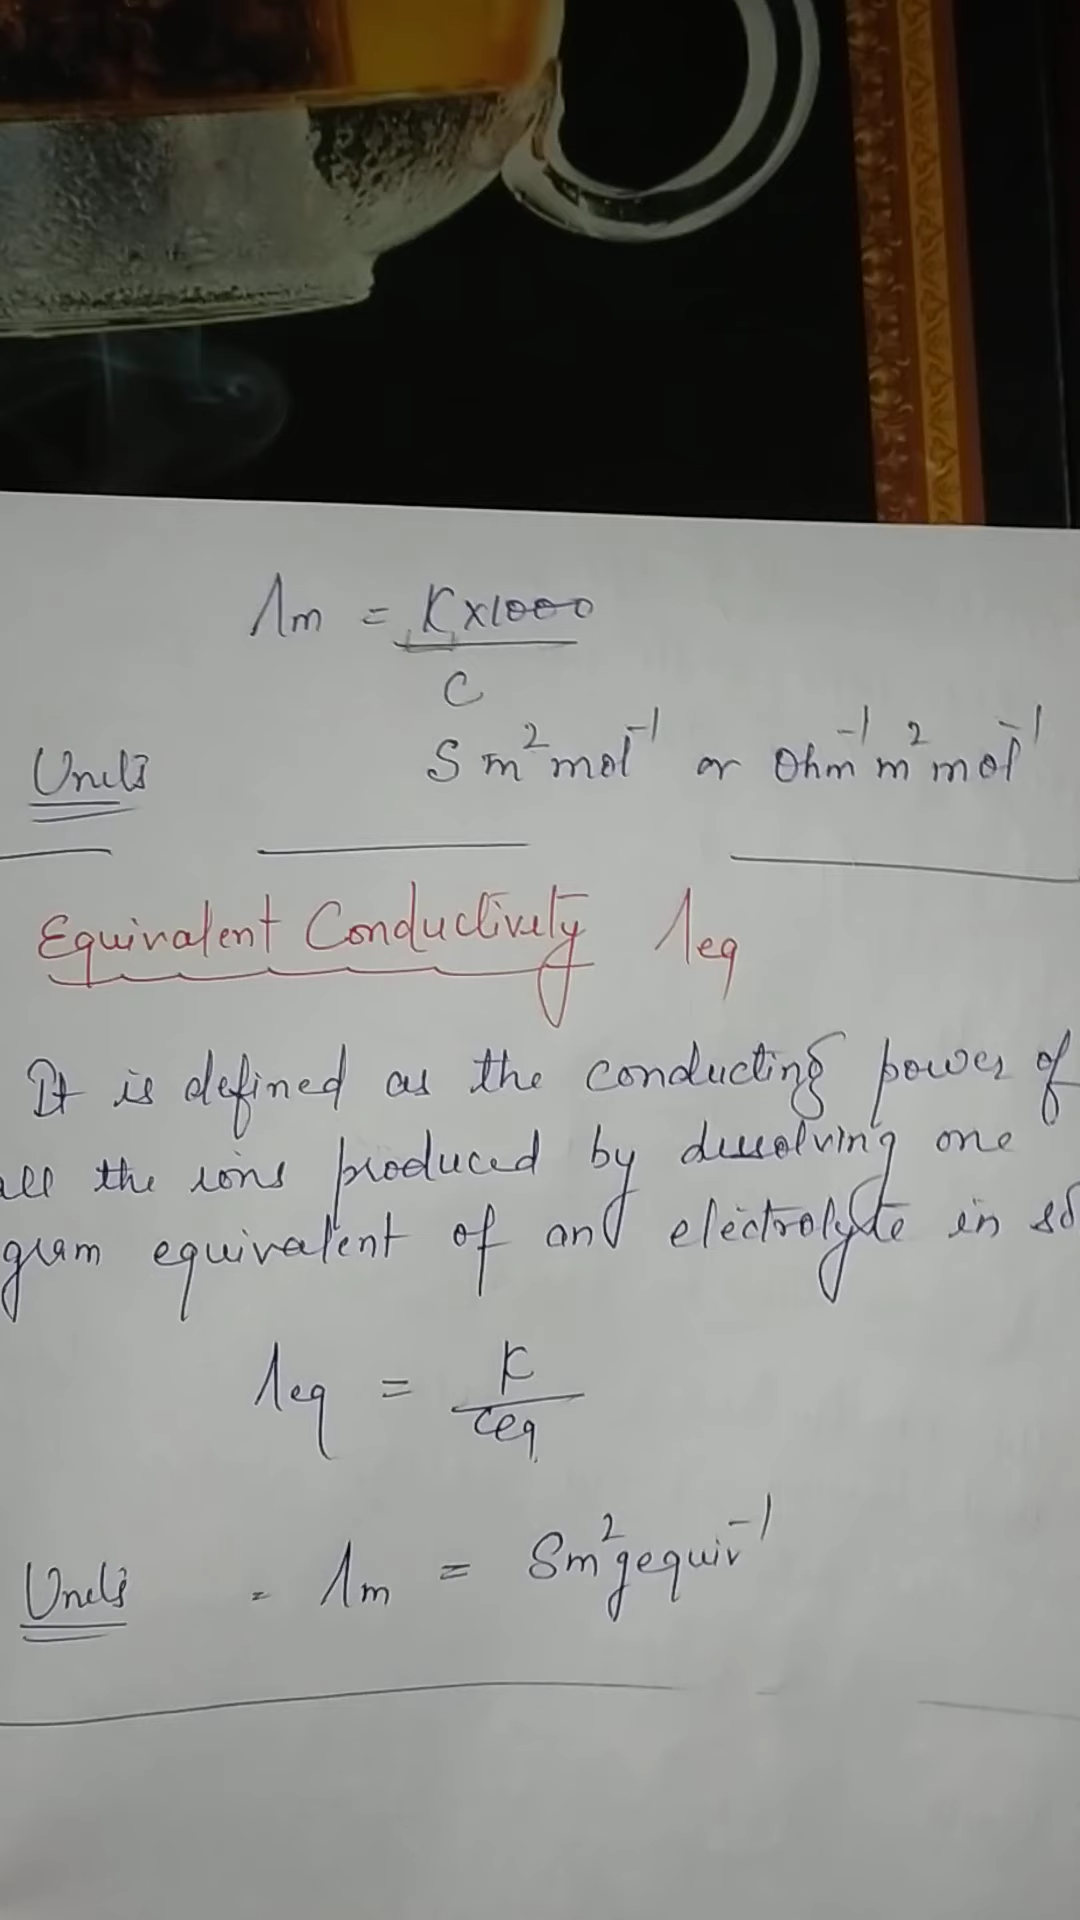 Λm = K×1000
C
Units S m² mol⁻¹ or Ohm⁻¹ m² mol⁻¹
Equivalent Conductivity Λeq
It is defined as the conducting power of
all the ions produced by dissolving one
gram equivalent of an electrolyte in
Λeq = K
Ceq
Units = Λm = Sm² gequiv⁻¹